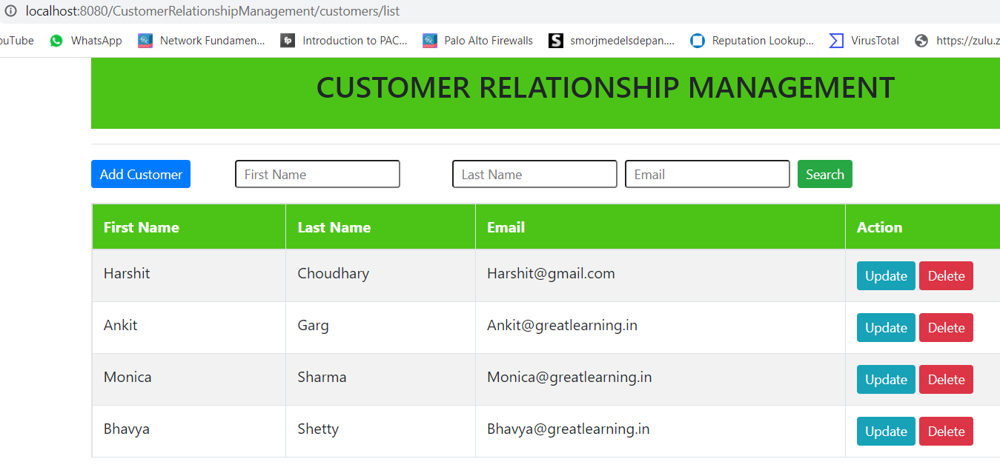 localhost:8080/CustomerRelationshipManagement/customers/list
ouTube WhatsApp Network Fundamen... Introduction to PAC... Palo Alto Firewalls smorjmedelsdepan.... Reputation Lookup... VirusTotal https://zulu.z
CUSTOMER RELATIONSHIP MANAGEMENT
Add Customer First Name Last Name Email Search
First Name Last Name Email Action
Harshit Choudhary Harshit@gmail.com Update Delete
Ankit Garg Ankit@greatlearning.in Update Delete
Monica Sharma Monica@greatlearning.in Update Delete
Bhavya Shetty Bhavya@greatlearning.in Update Delete